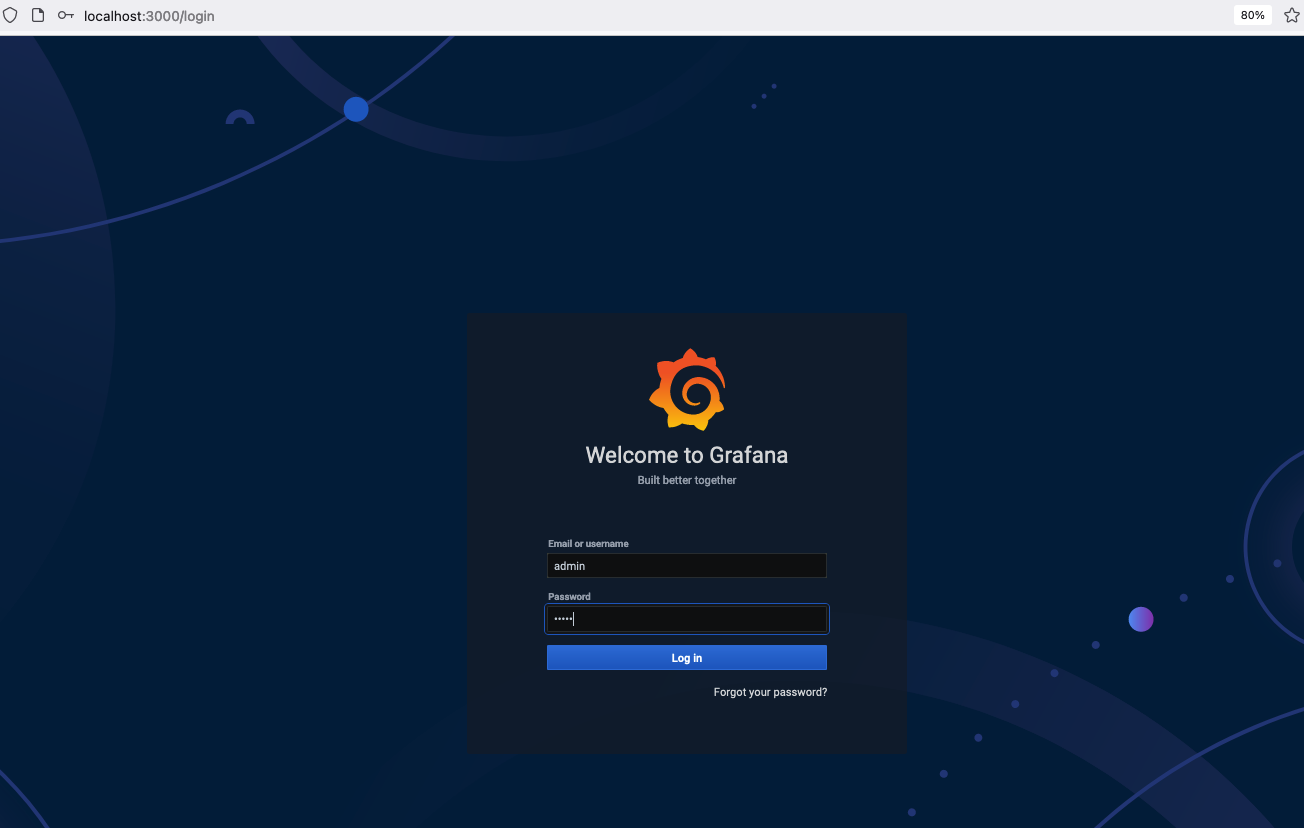 localhost:3000/login
80%
Welcome to Grafana
Built better together
Email or username
admin
Password
•••••
Log in
Forgot your password?